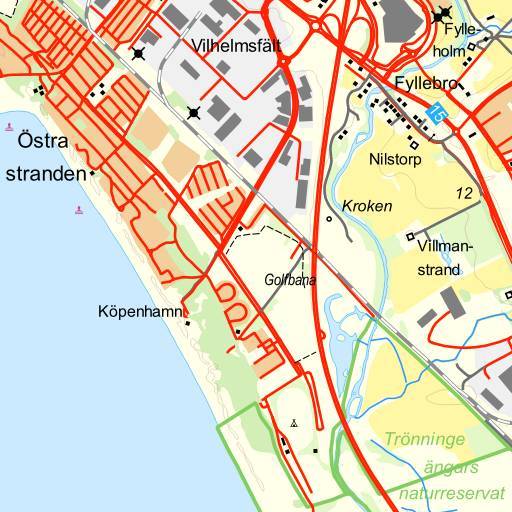 Vilhelmsfält
Fylle-
holm
Fyllebro
15
Östra
stranden
Nilstorp
12
Kroken
Villman-
strand
Golfbana
Köpenhamn
Trönninge
ängars
naturreservat